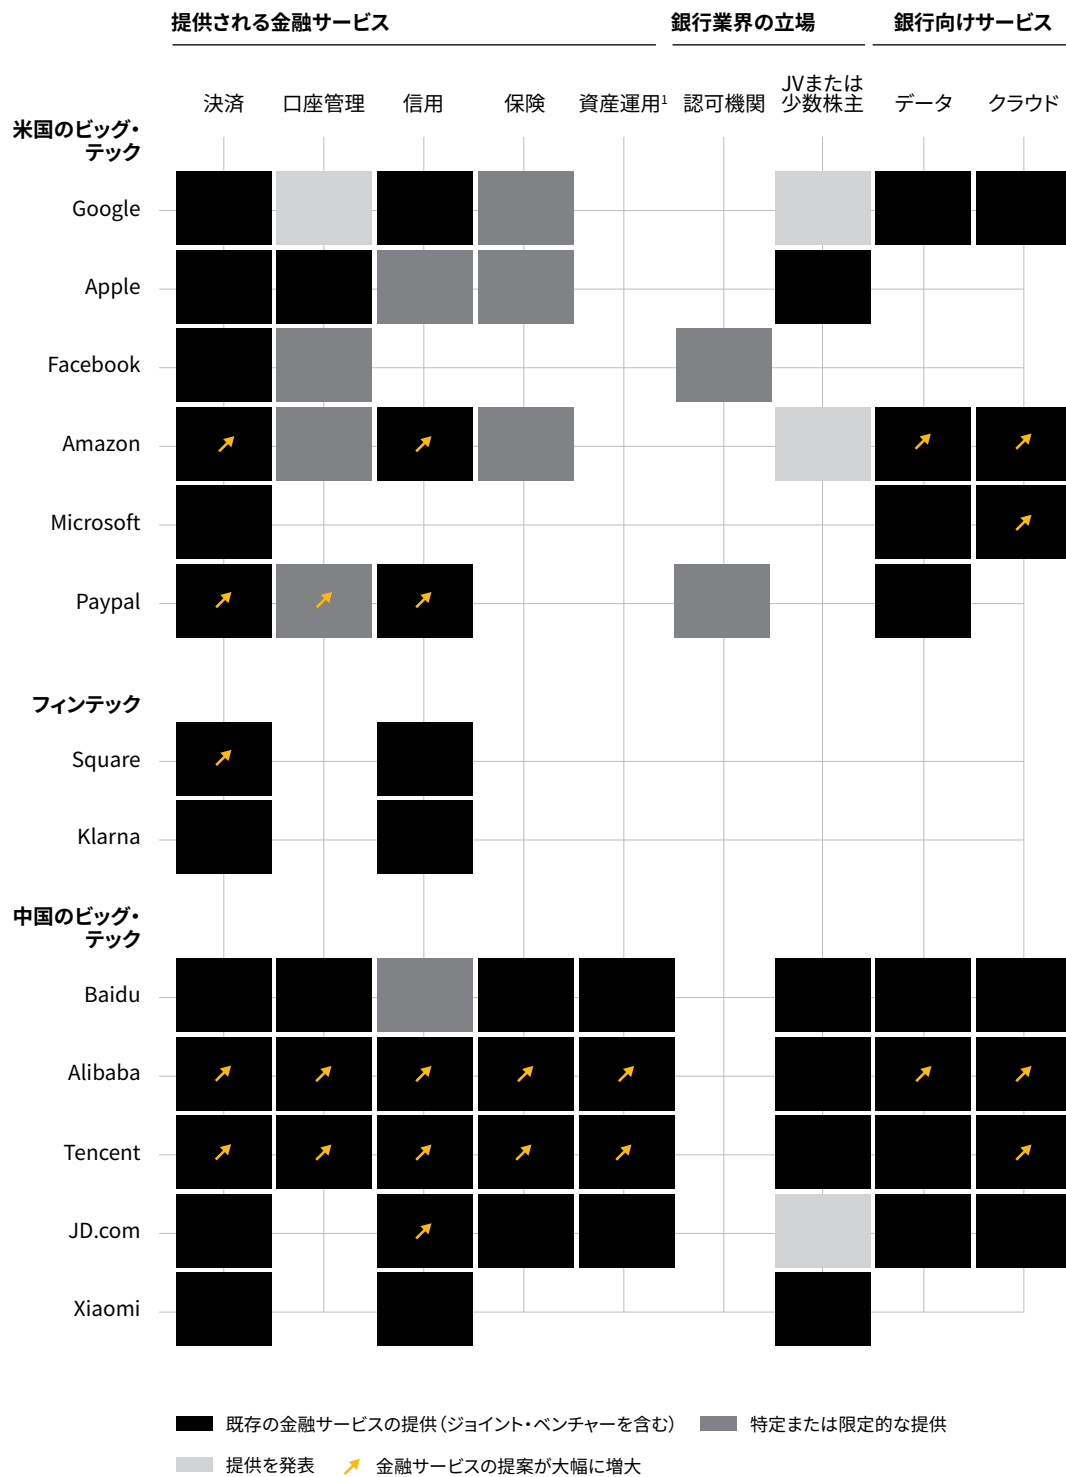 提供される金融サービス
銀行業界の立場
銀行向けサービス
決済
口座管理
信用
保険
資産運用1
認可機関
JVまたは
少数株主
データ
クラウド
米国のビッグ・
テック
Google
Apple
Facebook
Amazon
Microsoft
Paypal
フィンテック
Square
Klarna
中国のビッグ・
テック
Baidu
Alibaba
Tencent
JD.com
Xiaomi
既存の金融サービスの提供（ジョイント・ベンチャーを含む）
特定または限定的な提供
提供を発表
金融サービスの提案が大幅に増大